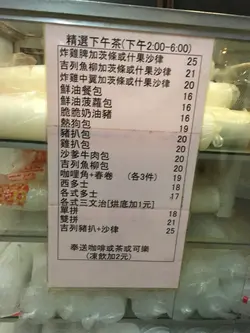 精選下午茶(下午2:00-6:00)
炸雞脾加茨條或什果沙律 25
吉列魚柳加茨條或什果沙律 21
炸雞中翼加茨條或什果沙律 20
鮮油餐包 16
鮮油菠蘿包 16
脆脆奶油豬 16
熱狗包 19
豬扒包 20
雞扒包 20
沙爹牛肉包 21
吉列魚柳包 20
咖喱角+春卷 (各3件) 19
西多士 18
各式多士 17
各式三文治[烘底加1元]
單拼 18
雙拼 21
吉列豬扒+沙律 25
奉送咖啡或茶或可樂
(凍飲加2元)